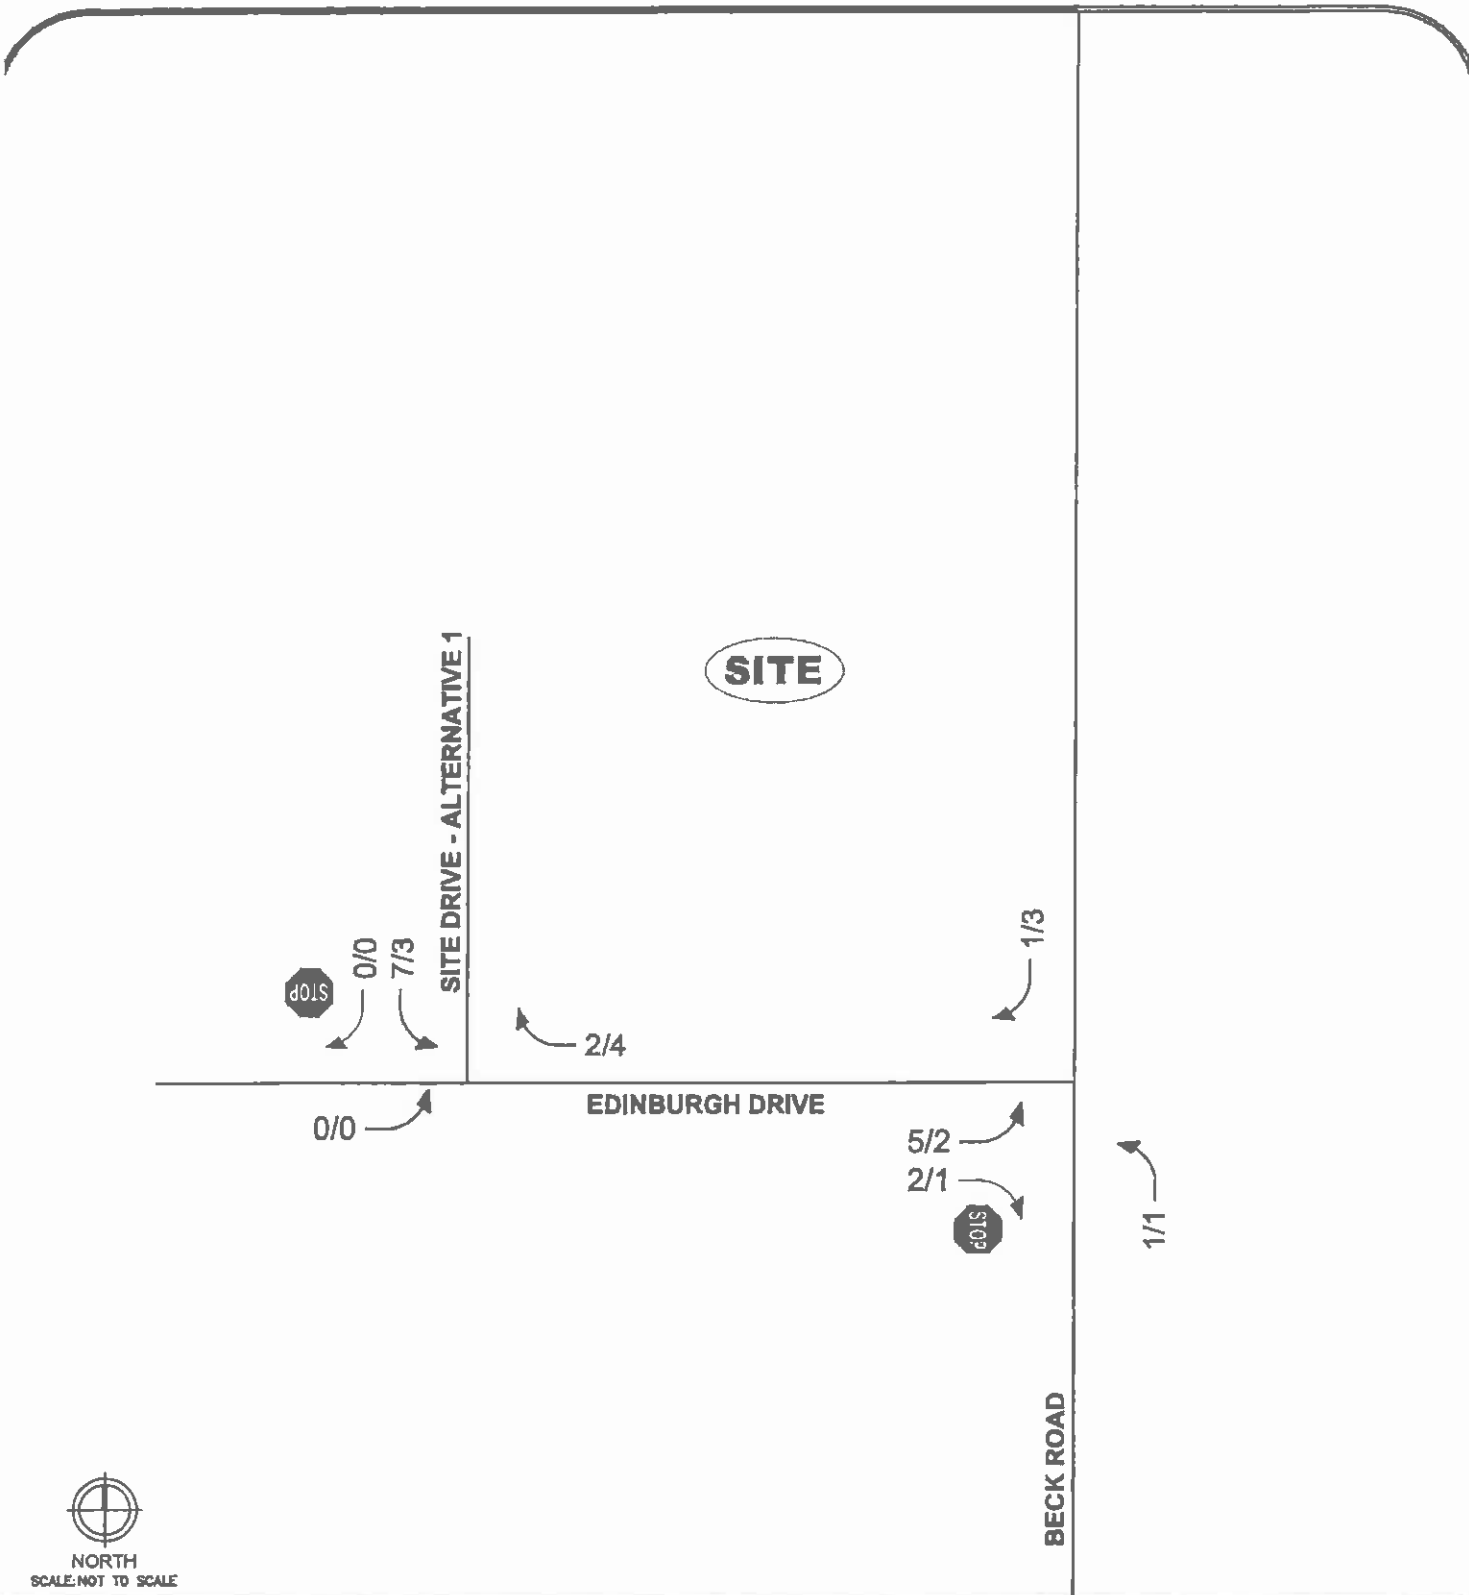 SITE
SITE DRIVE - ALTERNATIVE 1
1/3
0/0
7/3
STOP
2/4
EDINBURGH DRIVE
0/0
5/2
2/1
STOP
1/1
BECK ROAD
NORTH
SCALE:NOT TO SCALE